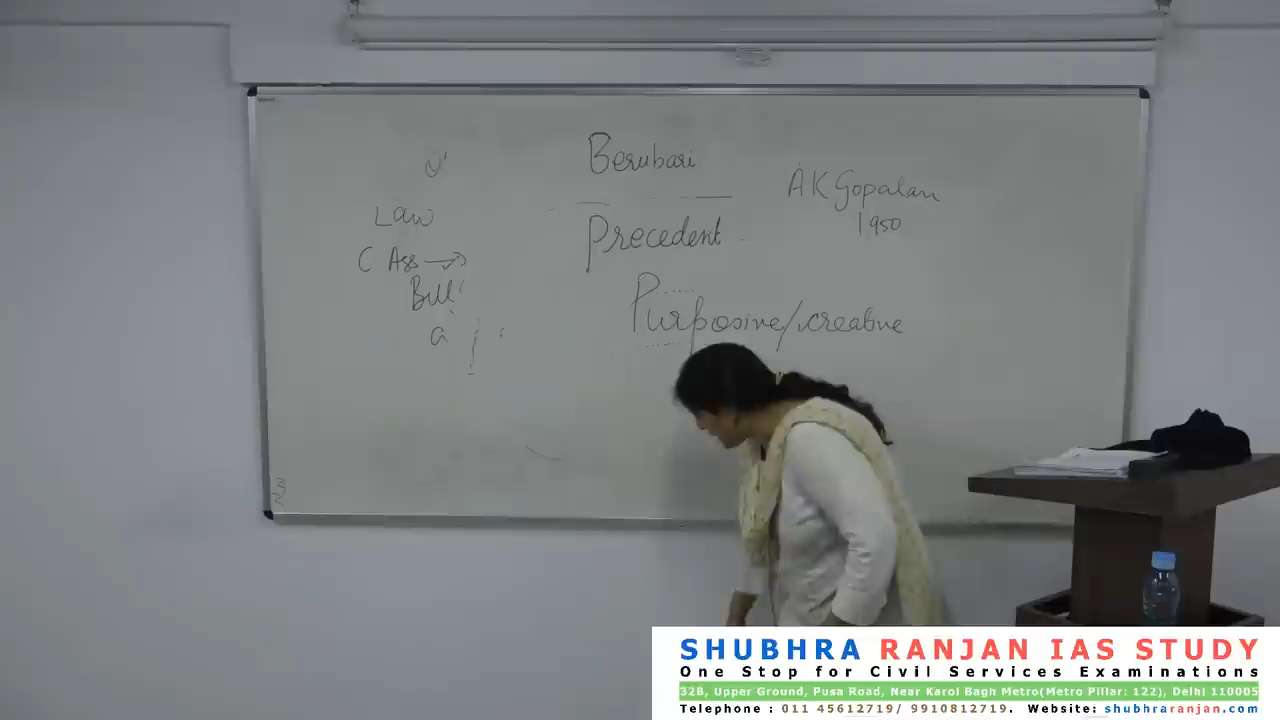 Berubari
AK Gopalan
1950
Law
Precedent
C Ass →
Bill
Purposive/creative
a
SHUBHRA RANJAN IAS STUDY
One Stop for Civil Services Examinations
32B, Upper Ground, Pusa Road, Near Karol Bagh Metro(Metro Pillar: 122), Delhi 110005
Telephone : 011 45612719/ 9910812719. Website: shubhraranjan.com